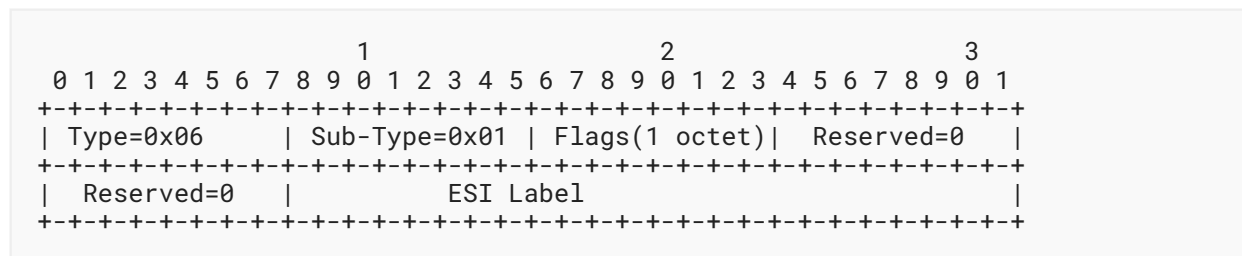 1                   2                   3
 0 1 2 3 4 5 6 7 8 9 0 1 2 3 4 5 6 7 8 9 0 1 2 3 4 5 6 7 8 9 0 1
+-+-+-+-+-+-+-+-+-+-+-+-+-+-+-+-+-+-+-+-+-+-+-+-+-+-+-+-+-+-+-+-+
| Type=0x06     | Sub-Type=0x01 | Flags(1 octet)|  Reserved=0   |
+-+-+-+-+-+-+-+-+-+-+-+-+-+-+-+-+-+-+-+-+-+-+-+-+-+-+-+-+-+-+-+-+
|  Reserved=0   |          ESI Label                            |
+-+-+-+-+-+-+-+-+-+-+-+-+-+-+-+-+-+-+-+-+-+-+-+-+-+-+-+-+-+-+-+-+